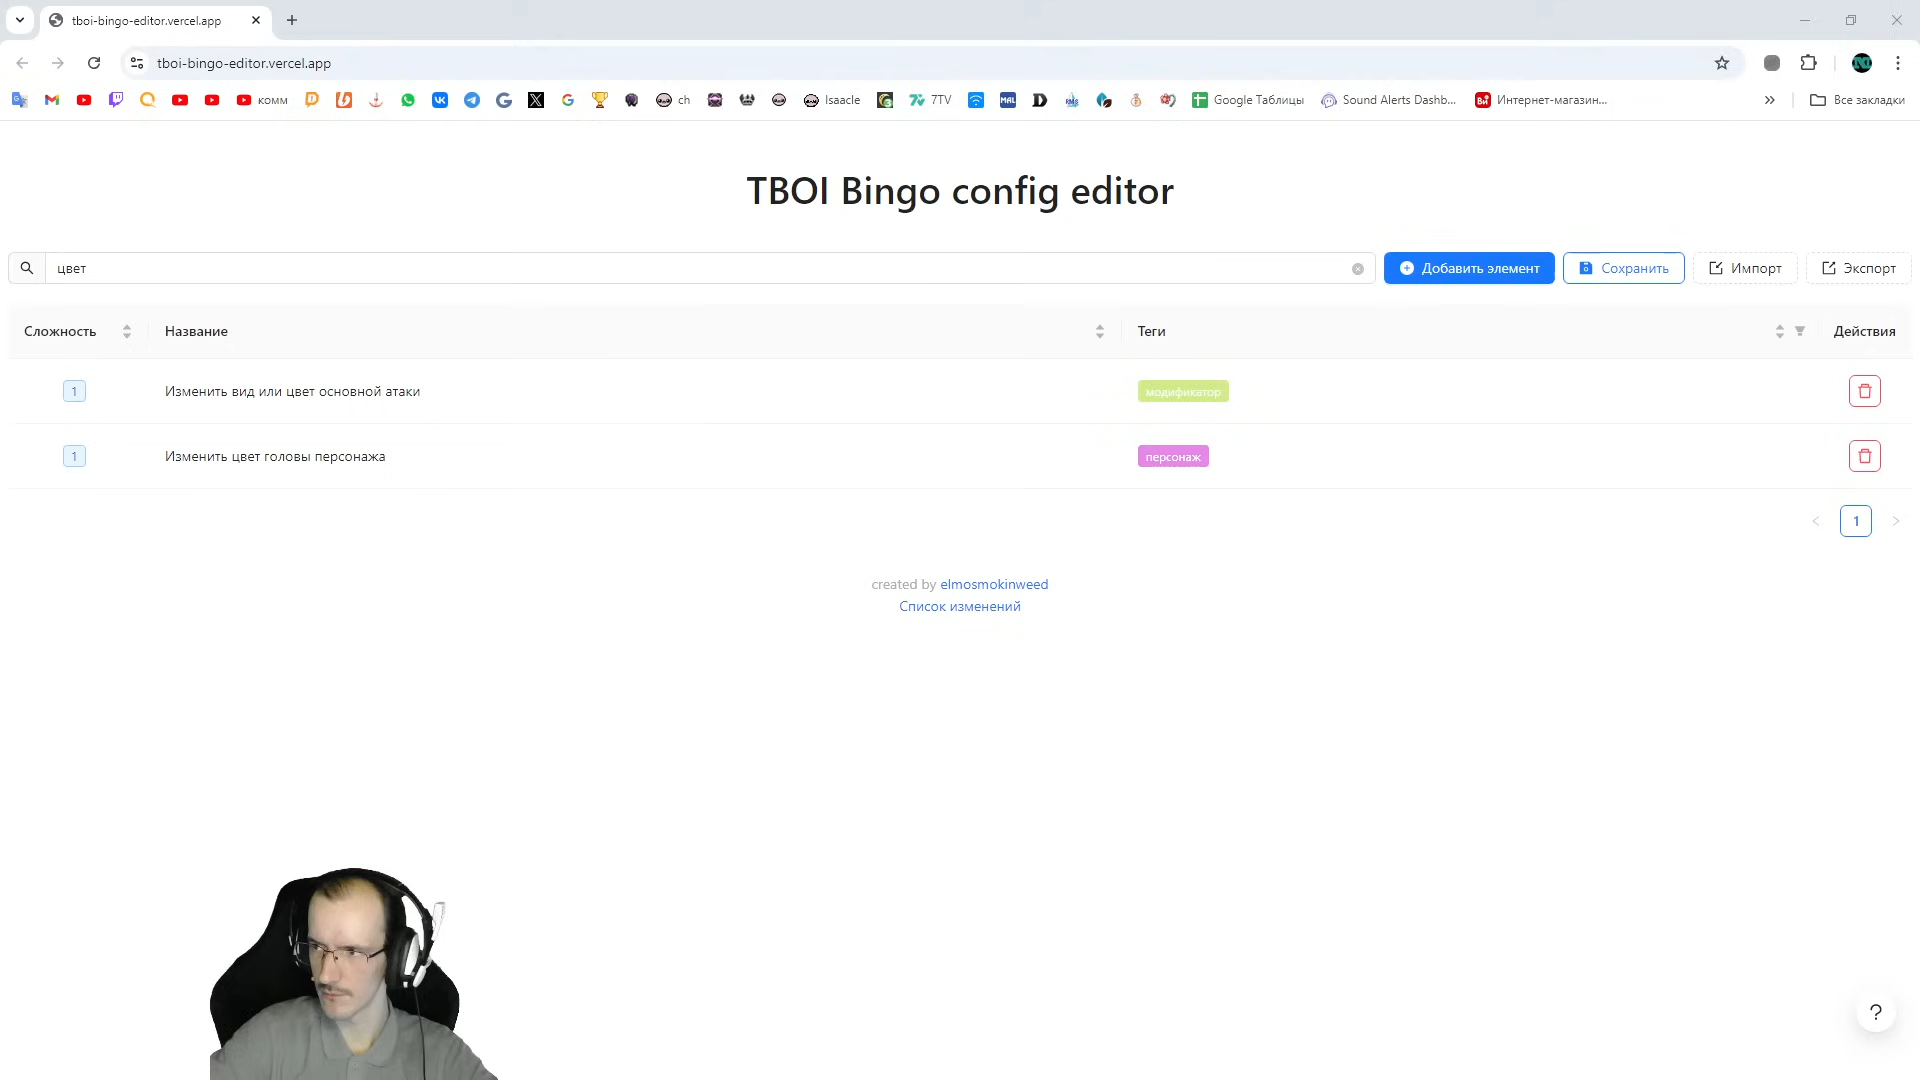 tboi-bingo-editor.vercel.app
tboi-bingo-editor.vercel.app
комм
ch
Isaacle
7TV
MAL
RMS
Google Таблицы
Sound Alerts Dashb...
Интернет-магазин...
Все закладки
TBOI Bingo config editor
цвет
Добавить элемент
Сохранить
Импорт
Экспорт
Сложность
Название
Теги
Действия
1
Изменить вид или цвет основной атаки
модификатор
1
Изменить цвет головы персонажа
персонаж
1
created by elmosmokinweed
Список изменений
?